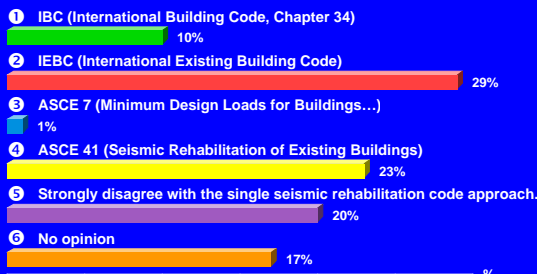 ❶ IBC (International Building Code, Chapter 34)
10%
❷ IEBC (International Existing Building Code)
29%
❸ ASCE 7 (Minimum Design Loads for Buildings…)
1%
❹ ASCE 41 (Seismic Rehabilitation of Existing Buildings)
23%
❺ Strongly disagree with the single seismic rehabilitation code approach.
20%
❻ No opinion
17%
%